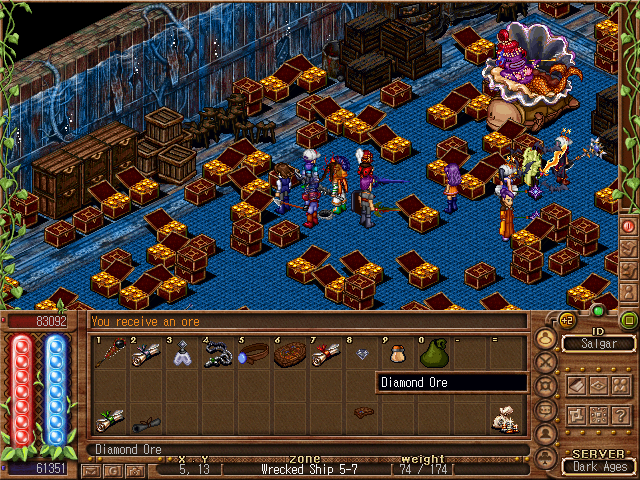 83092
You receive an ore
+2
ID
Salgar
1 2 3 4 5 6 7 8 9 0 - =
Diamond Ore
?
Diamond Ore
61351
x y zone weight
5, 13 [ Wrecked Ship 5-7 ] [ 74 / 174 [
G
SERVER
Dark Ages